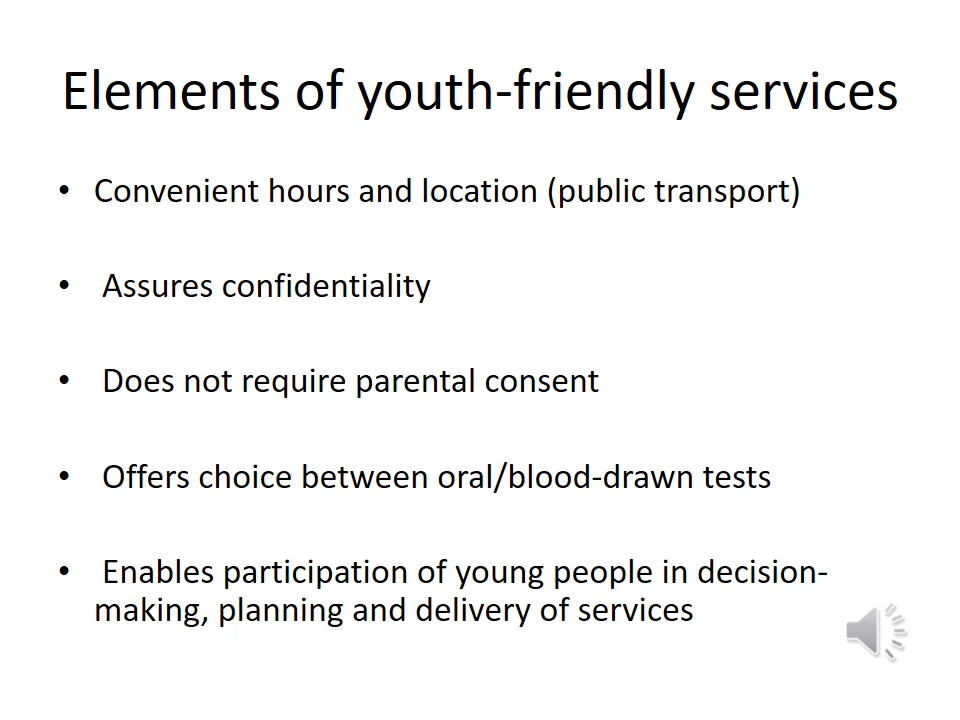 Elements of youth-friendly services
• Convenient hours and location (public transport)
• Assures confidentiality
• Does not require parental consent
• Offers choice between oral/blood-drawn tests
• Enables participation of young people in decision-
making, planning and delivery of services